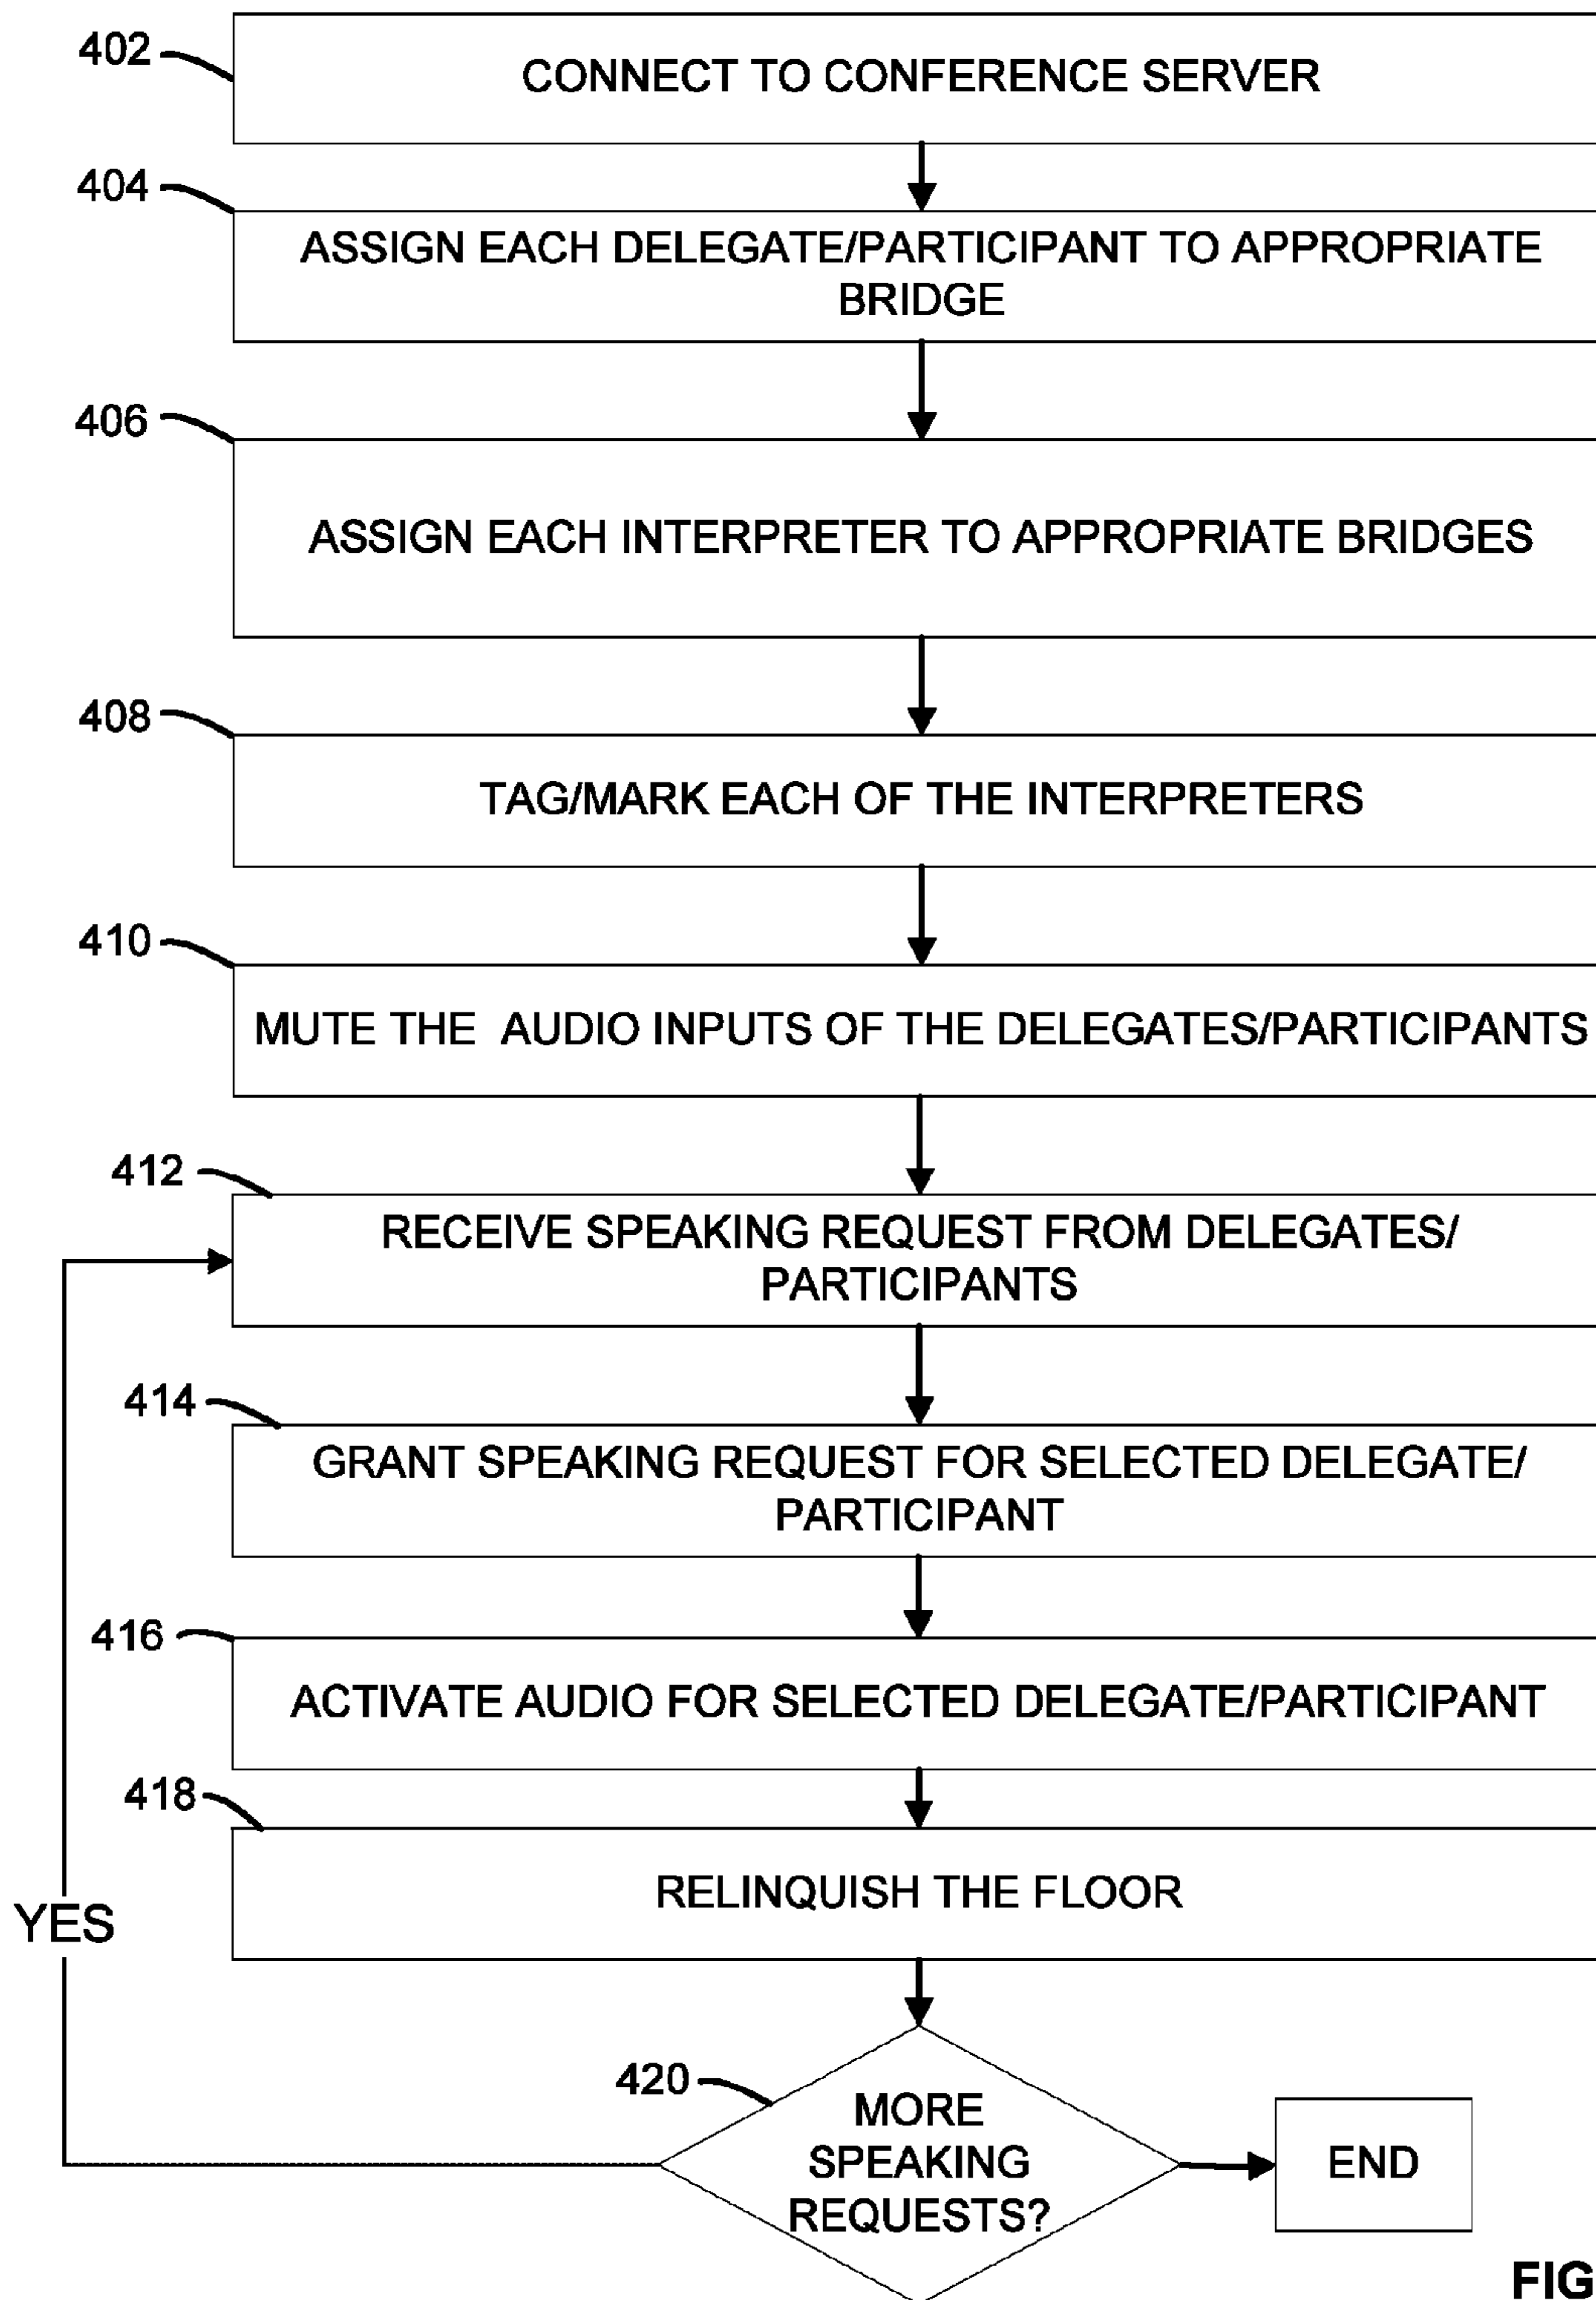 402
CONNECT TO CONFERENCE SERVER
404
ASSIGN EACH DELEGATE/PARTICIPANT TO APPROPRIATE
BRIDGE
406
ASSIGN EACH INTERPRETER TO APPROPRIATE BRIDGES
408
TAG/MARK EACH OF THE INTERPRETERS
410
MUTE THE AUDIO INPUTS OF THE DELEGATES/PARTICIPANTS
412
RECEIVE SPEAKING REQUEST FROM DELEGATES/
PARTICIPANTS
414
GRANT SPEAKING REQUEST FOR SELECTED DELEGATE/
PARTICIPANT
416
ACTIVATE AUDIO FOR SELECTED DELEGATE/PARTICIPANT
418
RELINQUISH THE FLOOR
YES
420
MORE
SPEAKING
REQUESTS?
END
FIG